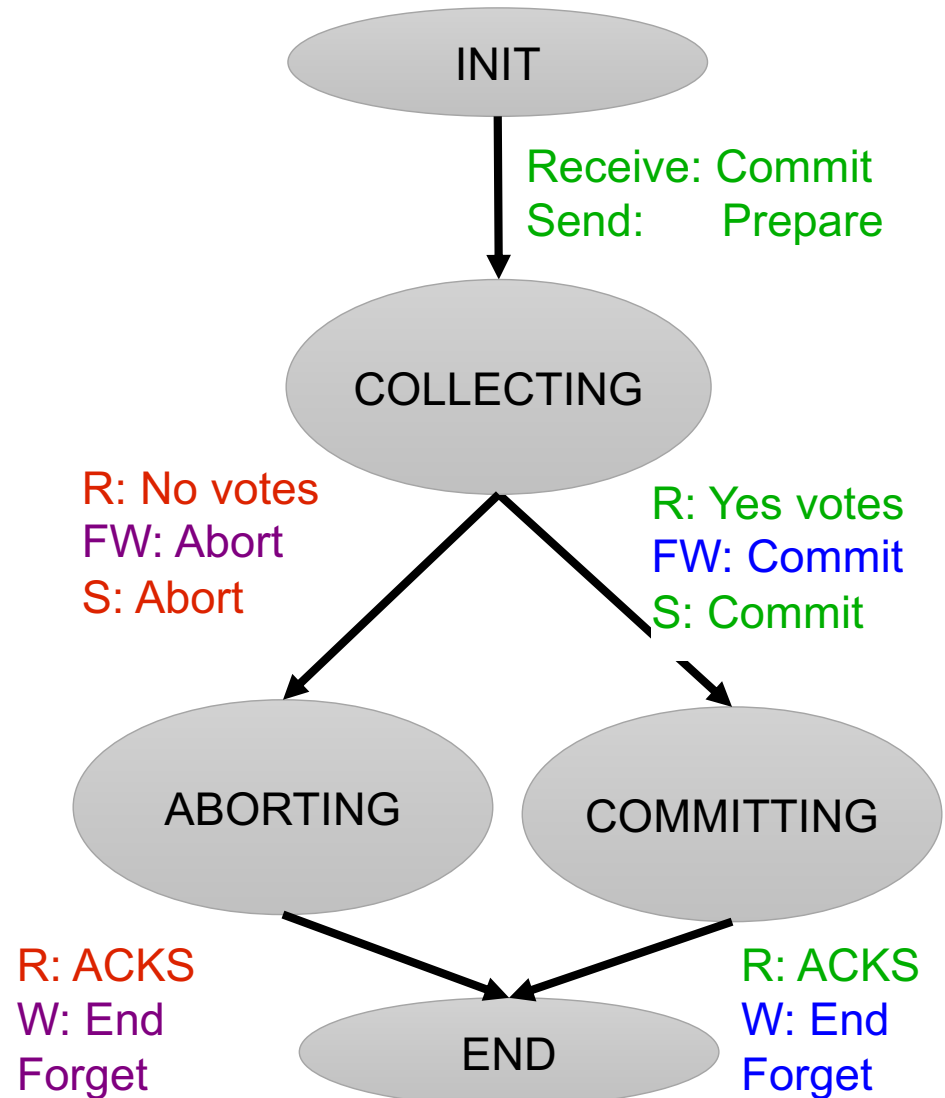 INIT
Receive: Commit
Send: Prepare
COLLECTING
R: No votes
FW: Abort
S: Abort
R: Yes votes
FW: Commit
S: Commit
ABORTING
COMMITTING
R: ACKS
W: End
Forget
R: ACKS
W: End
Forget
END